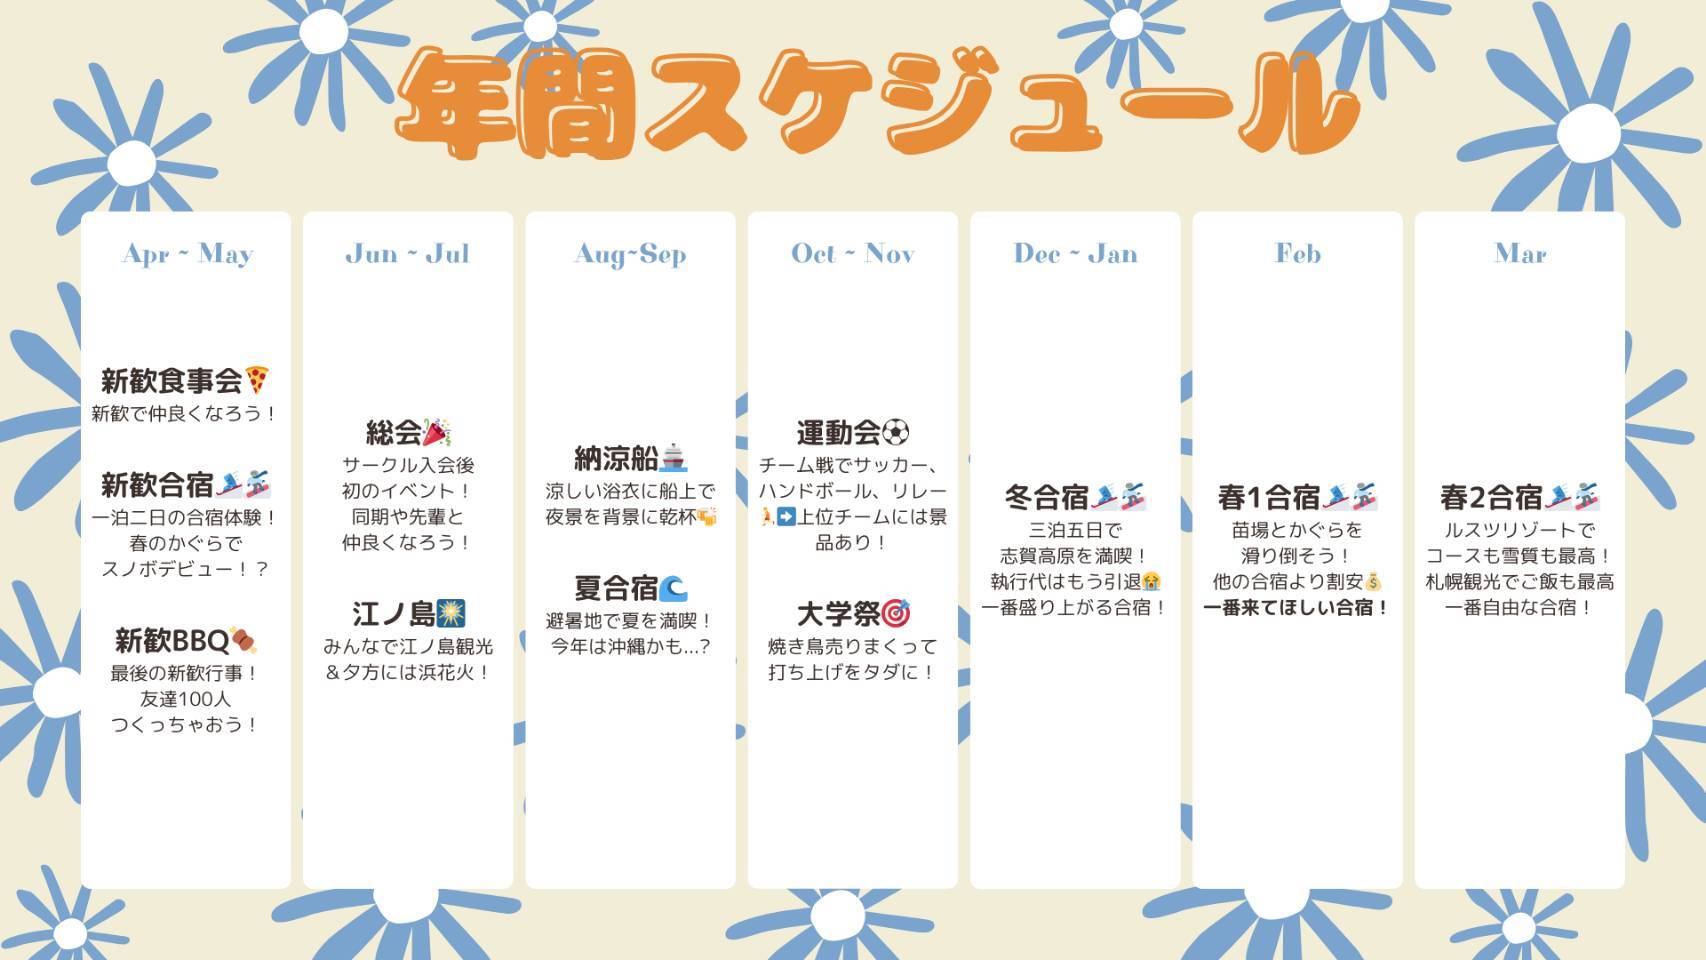 年間スケジュール
Apr ~ May
新歓食事会🍕
新歓で仲良くなろう！
新歓合宿🎿🏂
一泊二日の合宿体験！
春のかぐらで
スノボデビュー！？
新歓BBQ🍖
最後の新歓行事！
友達100人
つくっちゃおう！
Jun ~ Jul
総会🎉
サークル入会後
初のイベント！
同期や先輩と
仲良くなろう！
江ノ島🎇
みんなで江ノ島観光
＆夕方には浜花火！
Aug~Sep
納涼船🚢
涼しい浴衣に船上で
夜景を背景に乾杯🍻
夏合宿🌊
避暑地で夏を満喫！
今年は沖縄かも...?
Oct ~ Nov
運動会⚽
チーム戦でサッカー、
ハンドボール、リレー
🏃➡️上位チームには景
品あり！
大学祭🎯
焼き鳥売りまくって
打ち上げをタダに！
Dec ~ Jan
冬合宿🎿🏂
三泊五日で
志賀高原を満喫！
執行代はもう引退😭
一番盛り上がる合宿！
Feb
春1合宿🎿🏂
苗場とかぐらを
滑り倒そう！
他の合宿より割安💰
一番来てほしい合宿！
Mar
春2合宿🎿🏂
ルスツリゾートで
コースも雪質も最高！
札幌観光でご飯も最高
一番自由な合宿！